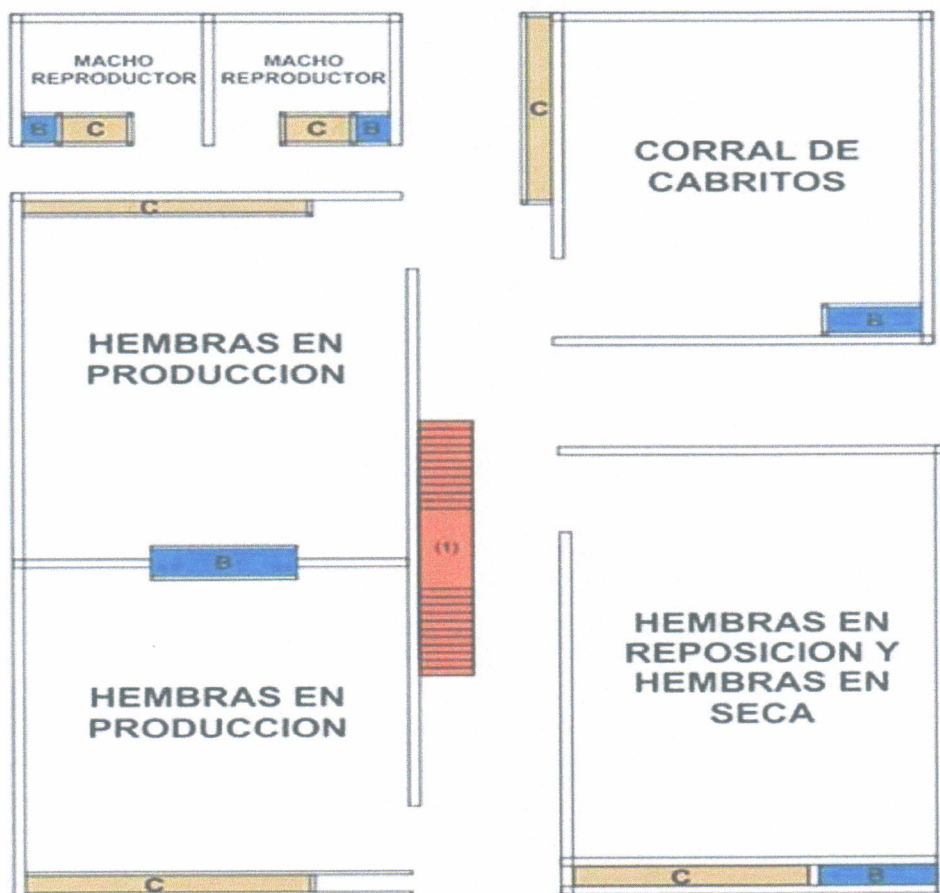 MACHO
REPRODUCTOR
MACHO
REPRODUCTOR
B
C
C
B
C
HEMBRAS EN
PRODUCCION
B
HEMBRAS EN
PRODUCCION
C
(1)
C
CORRAL DE
CABRITOS
B
HEMBRAS EN
REPOSICION Y
HEMBRAS EN
SECA
C
B